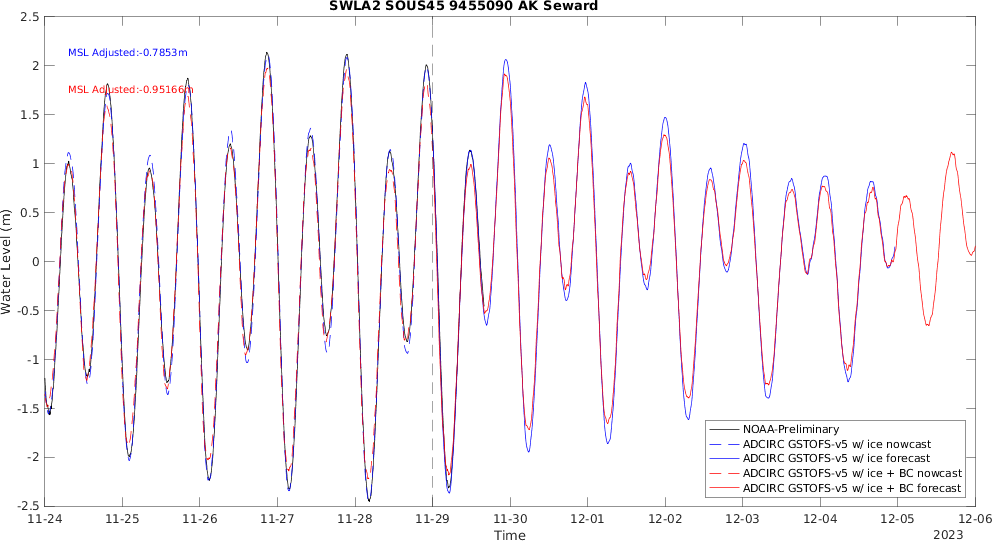 SWLA2 SOUS45 9455090 AK Seward
MSL Adjusted:-0.7853m
MSL Adjusted:-0.95166m
Water Level (m)
2.5
2
1.5
1
0.5
0
-0.5
-1
-1.5
-2
-2.5
NOAA-Preliminary
ADCIRC GSTOFS-v5 w/ ice nowcast
ADCIRC GSTOFS-v5 w/ ice forecast
ADCIRC GSTOFS-v5 w/ ice + BC nowcast
ADCIRC GSTOFS-v5 w/ ice + BC forecast
11-24 11-25 11-26 11-27 11-28 11-29 11-30 12-01 12-02 12-03 12-04 12-05 12-06
Time
2023